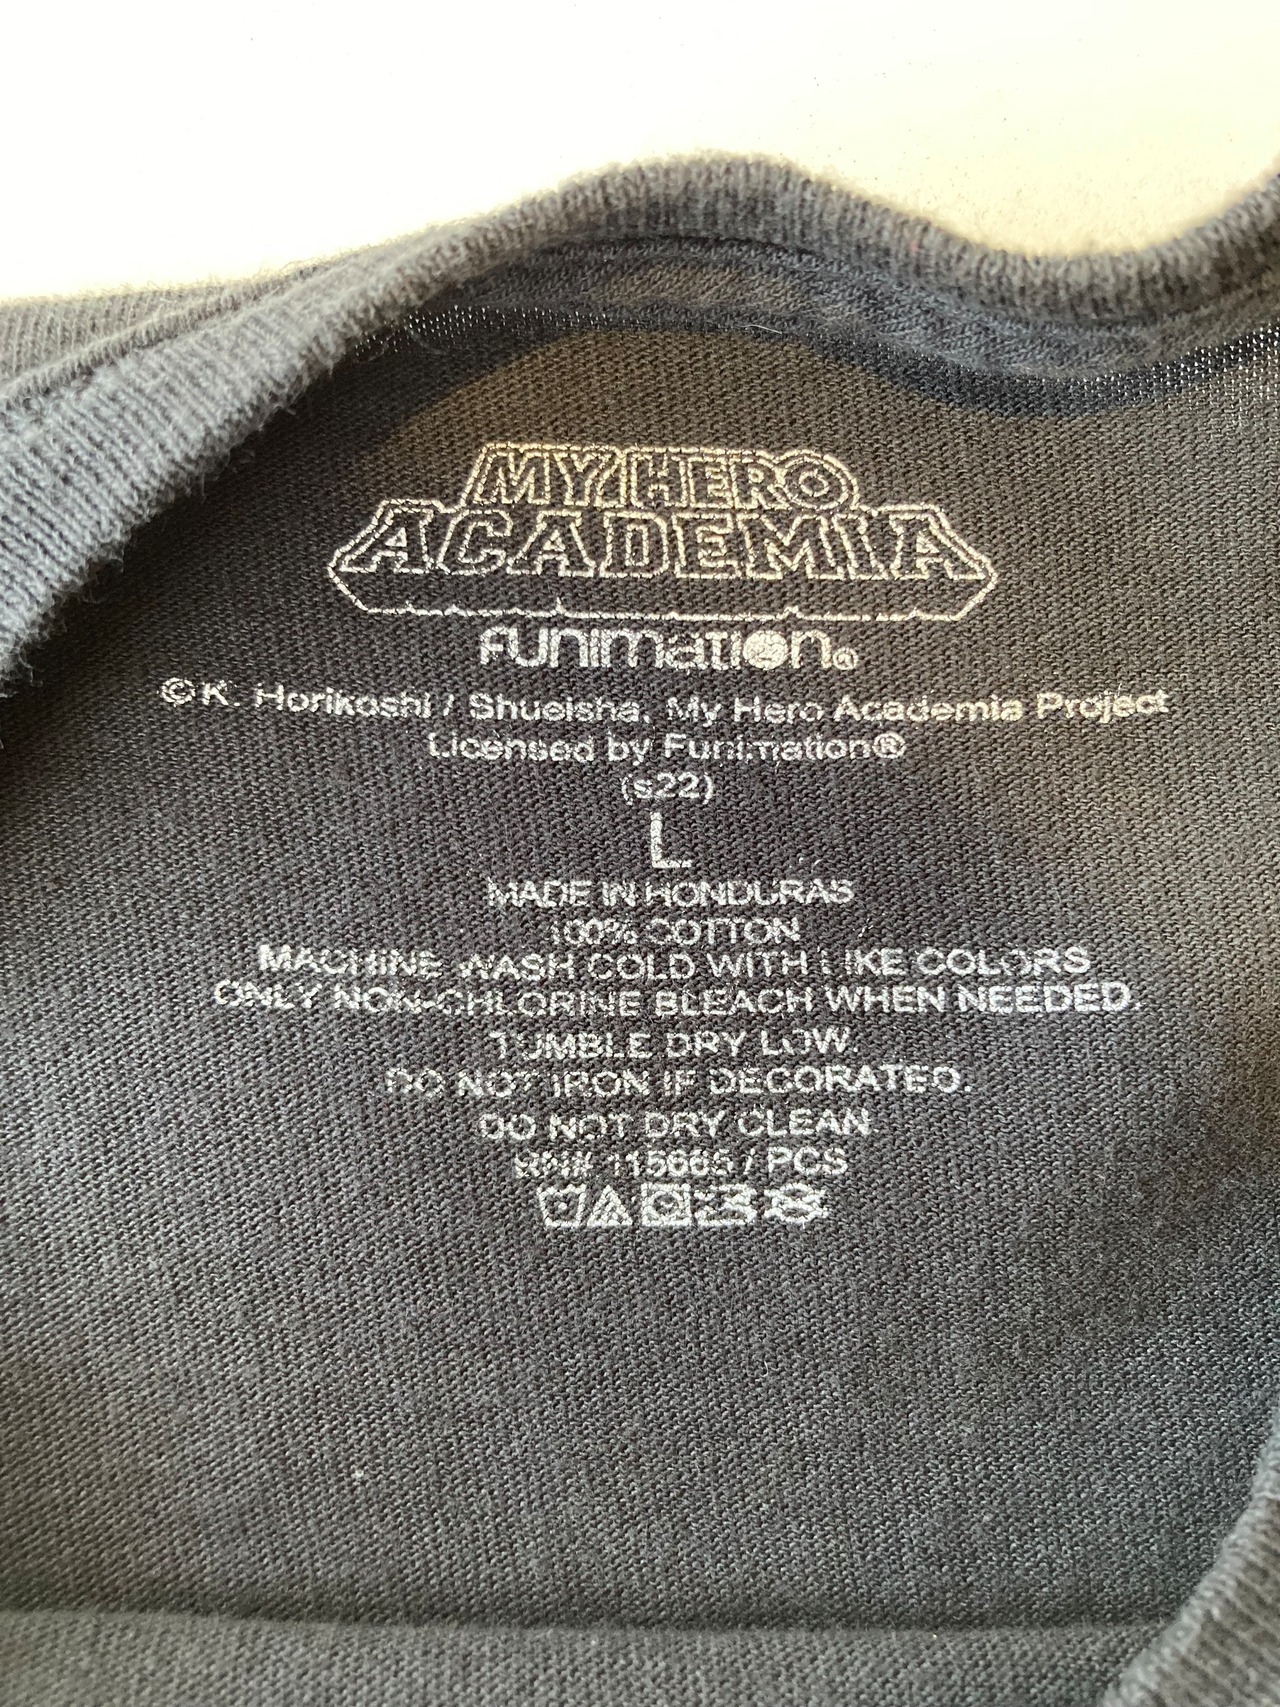 MY HERO
ACADEMIA
FUnimation®
©K. Horikoshi / Shueisha, My Hero Academia Project
Licensed by Funimation®
(s22)
L
MADE IN HONDURAS
100% COTTON
MACHINE WASH COLD WITH LIKE COLORS
ONLY NON-CHLORINE BLEACH WHEN NEEDED.
TUMBLE DRY LOW.
DO NOT IRON IF DECORATED.
DO NOT DRY CLEAN
RN# 115665 / PCS